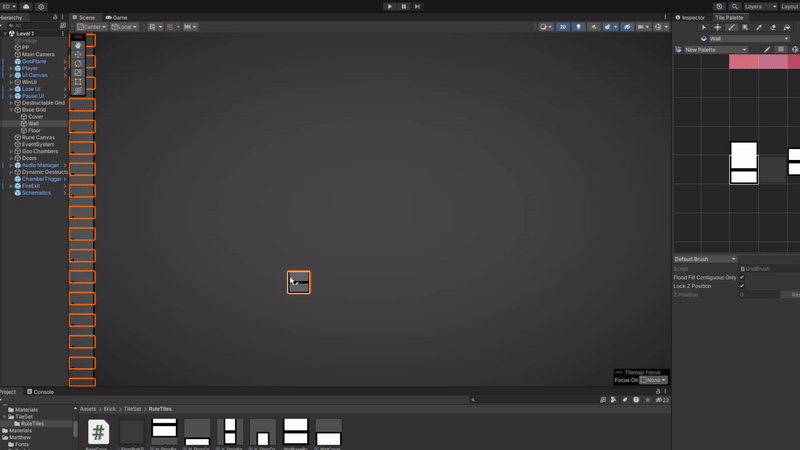 ED
Layers
Layout
Hierarchy
Scene
Game
Inspector
Tile Palette
All
Center
Local
2D
Level 1
Image
PP
Main Camera
GooPlane
Player
UI Canvas
WinUI
Lose UI
Pause UI
Destructable Grid
Base Grid
Cover
Wall
Floor
Rune Canvas
EventSystem
Goo Chambers
Doors
Audio Manager
Dynamic Destruct
ChamberTrigger
FireExit
Schematics
Wall
New Palette
Default Brush
Script
GridBrush
Flood Fill Contiguous Only
Lock Z Position
Z Position
0
Tilemap Focus
Focus On
None
Project
Console
22
Materials
TileSet
RuleTiles
Materials
Matthew
Fonts
Assets > Erick > TileSet > RuleTiles